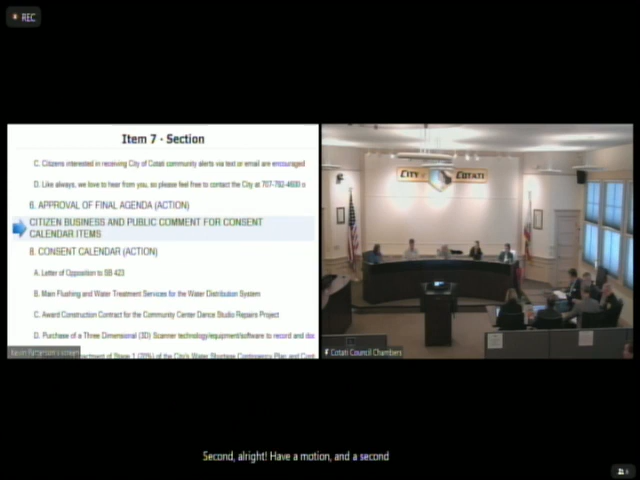 REC
Item 7 - Section
C. Citizens interested in receiving City of Cotati community alerts via text or email are encouraged
D. Like always, we love to hear from you, so please feel free to contact the City at 707-792-4600 o
6. APPROVAL OF FINAL AGENDA (ACTION)
CITIZEN BUSINESS AND PUBLIC COMMENT FOR CONSENT
CALENDAR ITEMS
8. CONSENT CALENDAR (ACTION)
A. Letter of Opposition to SB 423
B. Main Flushing and Water Treatment Services for the Water Distribution System
C. Award Construction Contract for the Community Center Dance Studio Repairs Project
D. Purchase of a Three Dimensional (3D) Scanner technology/equipment/software to record and doc
of Stage 1 (20%) of the City's Water Shortage Contingency Plan and Cont
CITY OF COTATI
Cotati Council Chambers
Second, alright! Have a motion, and a second